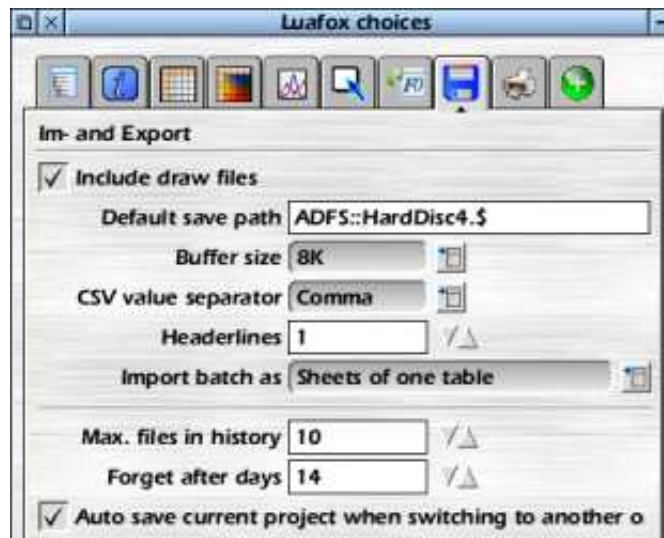 Luafox choices
Im- and Export
Include draw files
Default save path ADFS::HardDisc4.$
Buffer size 8K
CSV value separator Comma
Headerlines 1
Import batch as Sheets of one table
Max. files in history 10
Forget after days 14
Auto save current project when switching to another o